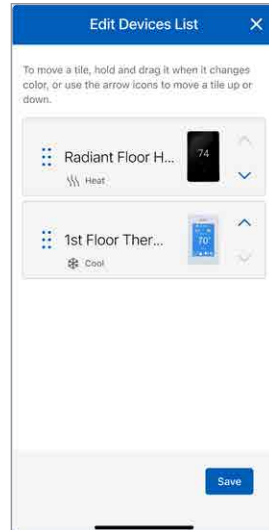 Edit Devices List
To move a tile, hold and drag it when it changes
color, or use the arrow icons to move a tile up or
down.
Radiant Floor H...
74
Heat
1st Floor Ther...
70°
Cool
Save